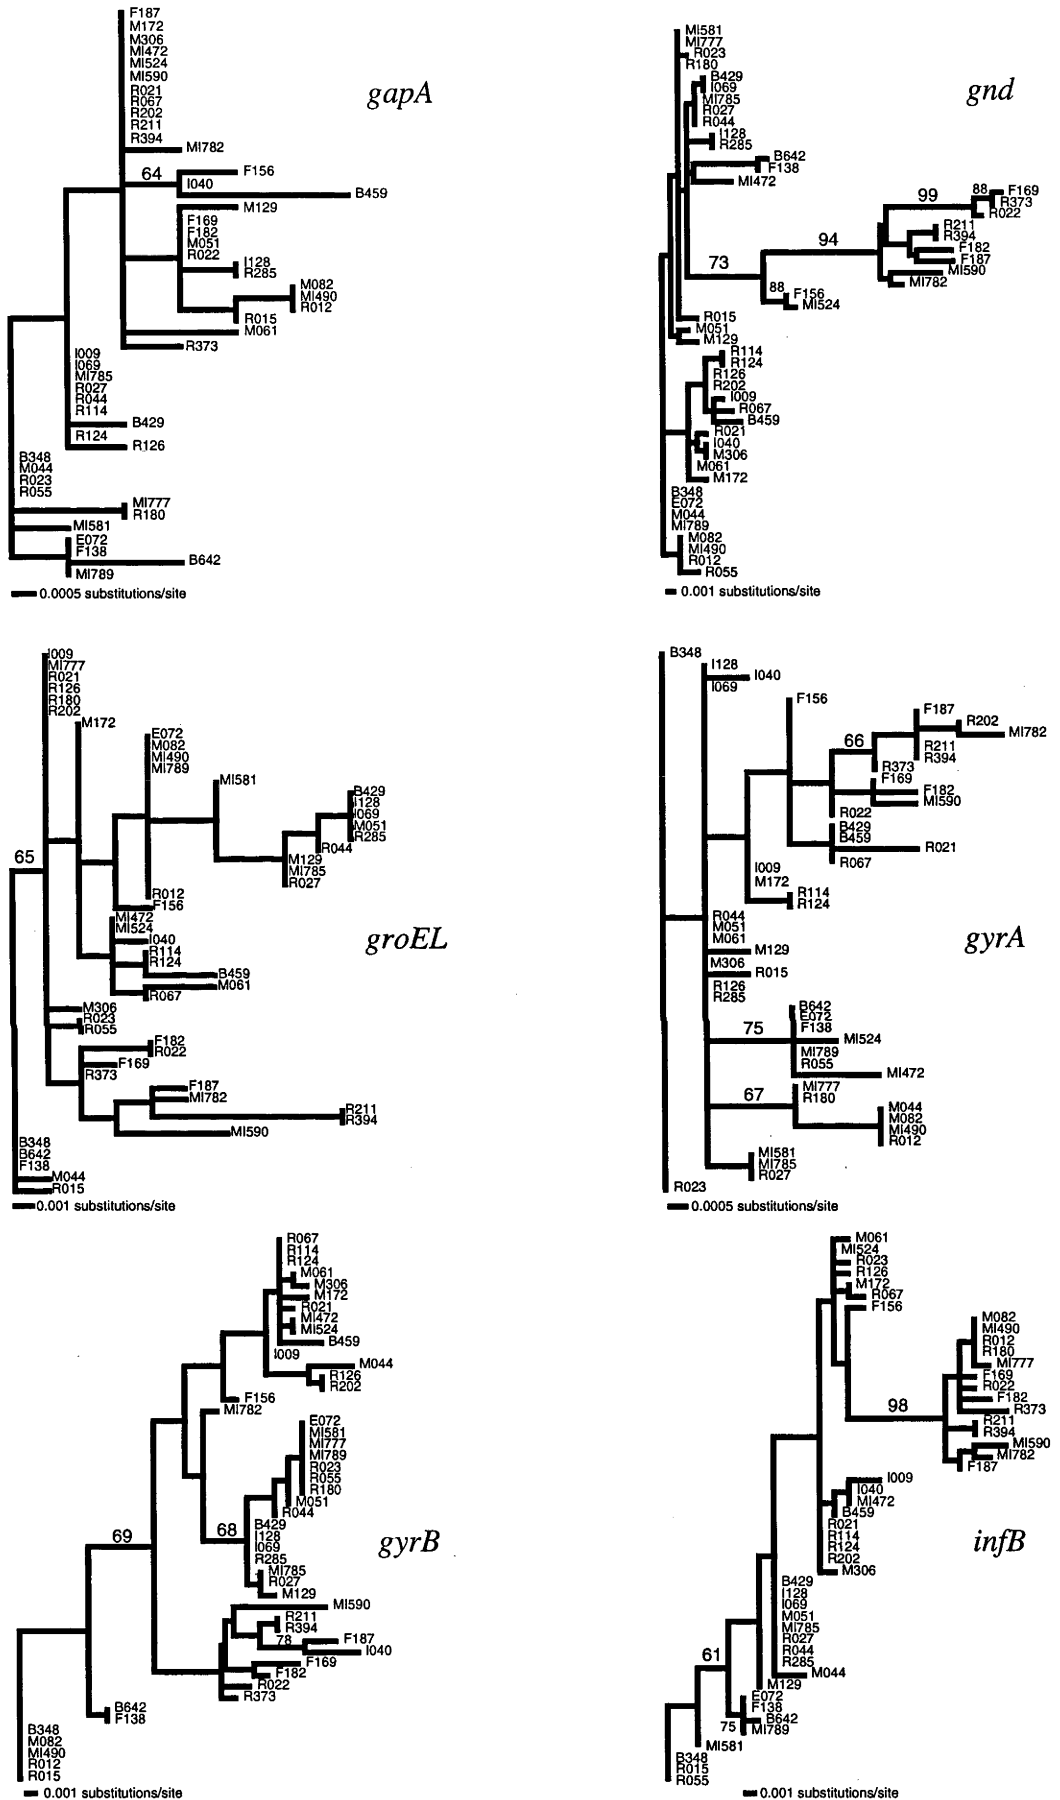 F187
M172
M306
MI472
MI524
MI590
R021
R067
R202
R211
R394
MI782
gapA
64
F156
I040
B459
M129
F169
F182
M051
R022
I128
R285
M082
MI490
R012
R015
M061
R373
I009
I069
MI785
R027
R044
R114
B429
R124
R126
B348
M044
R023
R055
MI777
R180
MI581
E072
F138
B642
MI789
0.0005 substitutions/site
MI581
MI777
R023
R180
B429
I069
MI785
R027
R044
gnd
I128
R285
B642
F138
MI472
99
88
F169
R373
R022
R211
R394
94
F182
F187
MI590
MI782
73
88
F156
MI524
R015
M051
M129
R114
R124
R126
R202
I009
R067
B459
R021
I040
M306
M061
M172
B348
E072
M044
MI789
M082
MI490
R012
R055
0.001 substitutions/site
I009
MI777
R021
R126
R180
R202
M172
E072
M082
MI490
MI789
MI581
B429
I128
I069
M051
R285
R044
M129
MI785
R027
65
R012
F156
MI472
MI524
I040
R114
R124
B459
M061
R067
groEL
M306
R023
R055
F182
R022
F169
R373
F187
MI782
R211
R394
MI590
B348
B642
F138
M044
R015
0.001 substitutions/site
B348
I128
I040
I069
F156
F187
R202
MI782
66
R211
R394
R373
F169
F182
MI590
R022
B429
B459
R021
R067
I009
M172
R114
R124
R044
M051
M061
M129
M306
R015
R126
R285
gyrA
B642
E072
F138
75
MI524
MI789
R055
MI472
MI777
R180
67
M044
M082
MI490
R012
MI581
MI785
R027
R023
0.0005 substitutions/site
R067
R114
R124
M061
M306
M172
R021
MI472
MI524
B459
I009
M044
R126
R202
F156
MI782
E072
MI581
MI777
MI789
R023
R055
R180
M051
R044
69
68
B429
I128
I069
R285
MI785
R027
M129
gyrB
MI590
R211
R394
78
F187
I040
F169
F182
R022
R373
B642
F138
B348
M082
MI490
R012
R015
0.001 substitutions/site
M061
MI524
R023
R126
M172
R067
F156
M082
MI490
R012
R180
MI777
F169
R022
F182
R373
98
R211
R394
MI590
MI782
F187
I009
I040
MI472
B459
R021
R114
R124
R202
M306
infB
B429
I128
I069
M051
MI785
R027
R044
R285
M044
M129
61
E072
F138
B642
75
MI789
MI581
B348
R015
R055
0.001 substitutions/site